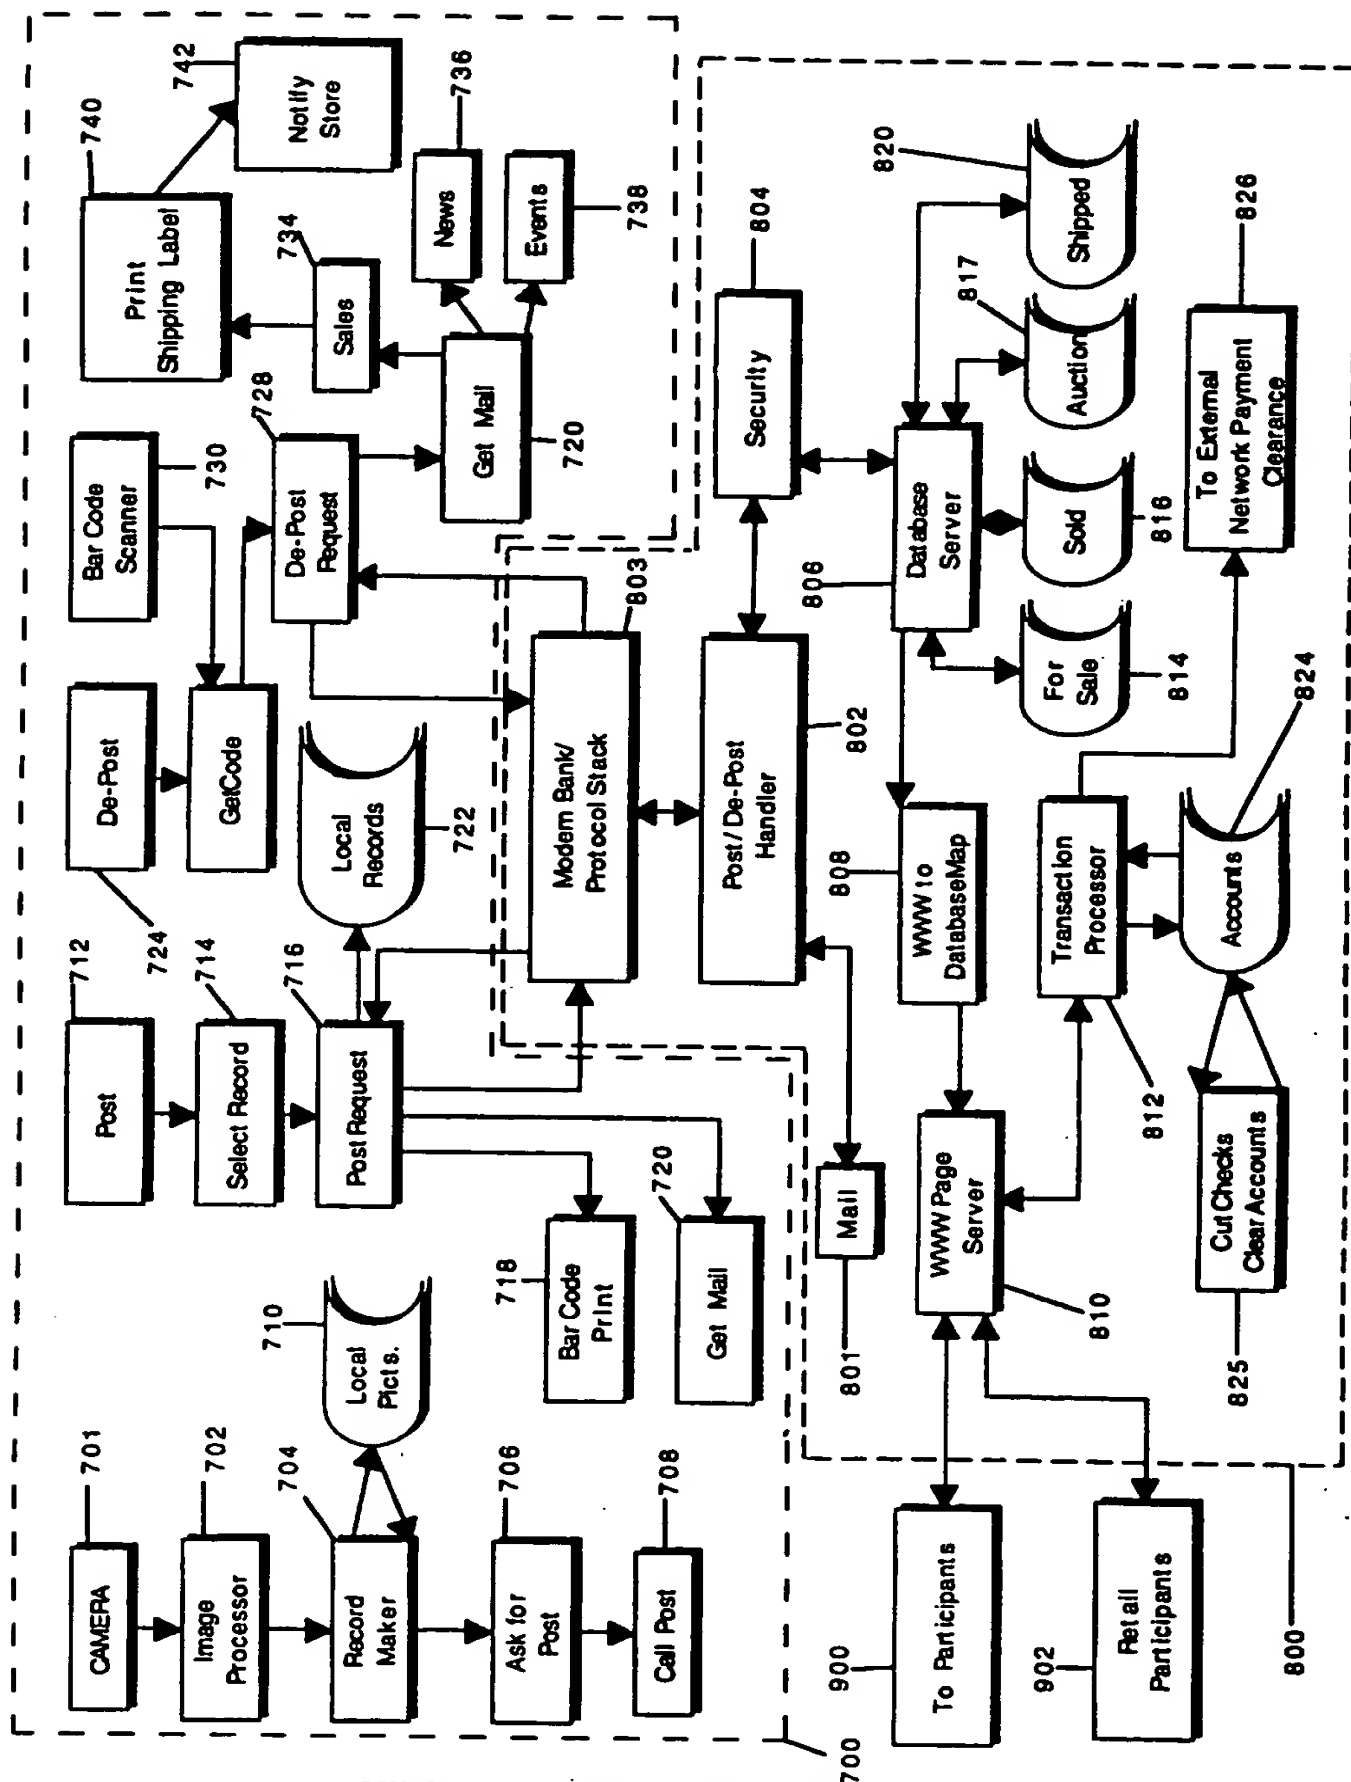 CAMERA
701
Image
Processor
702
Record
Maker
704
Ask for
Post
706
Call Post
708
Local
Picts.
710
Post
712
Select Record
714
Post Request
716
Bar Code
Print
718
Get Mail
720
Local
Records
722
De-Post
724
GetCode
Bar Code
Scanner
730
De-Post
Request
728
Get Mail
720
Sales
734
News
736
Events
738
Print
Shipping Label
740
Notify
Store
742
700
Modem Bank/
Protocol Stack
803
Post / De-Post
Handler
802
Security
804
Mail
801
Database
Server
806
WWW to
DatabaseMap
808
WWW Page
Server
810
For
Sale
814
Sold
816
Auction
817
Shipped
820
Transaction
Processor
812
Accounts
824
Cut Checks
Clear Accounts
825
To External
Network Payment
Clearance
826
To Participants
900
Retail
Participants
902
800